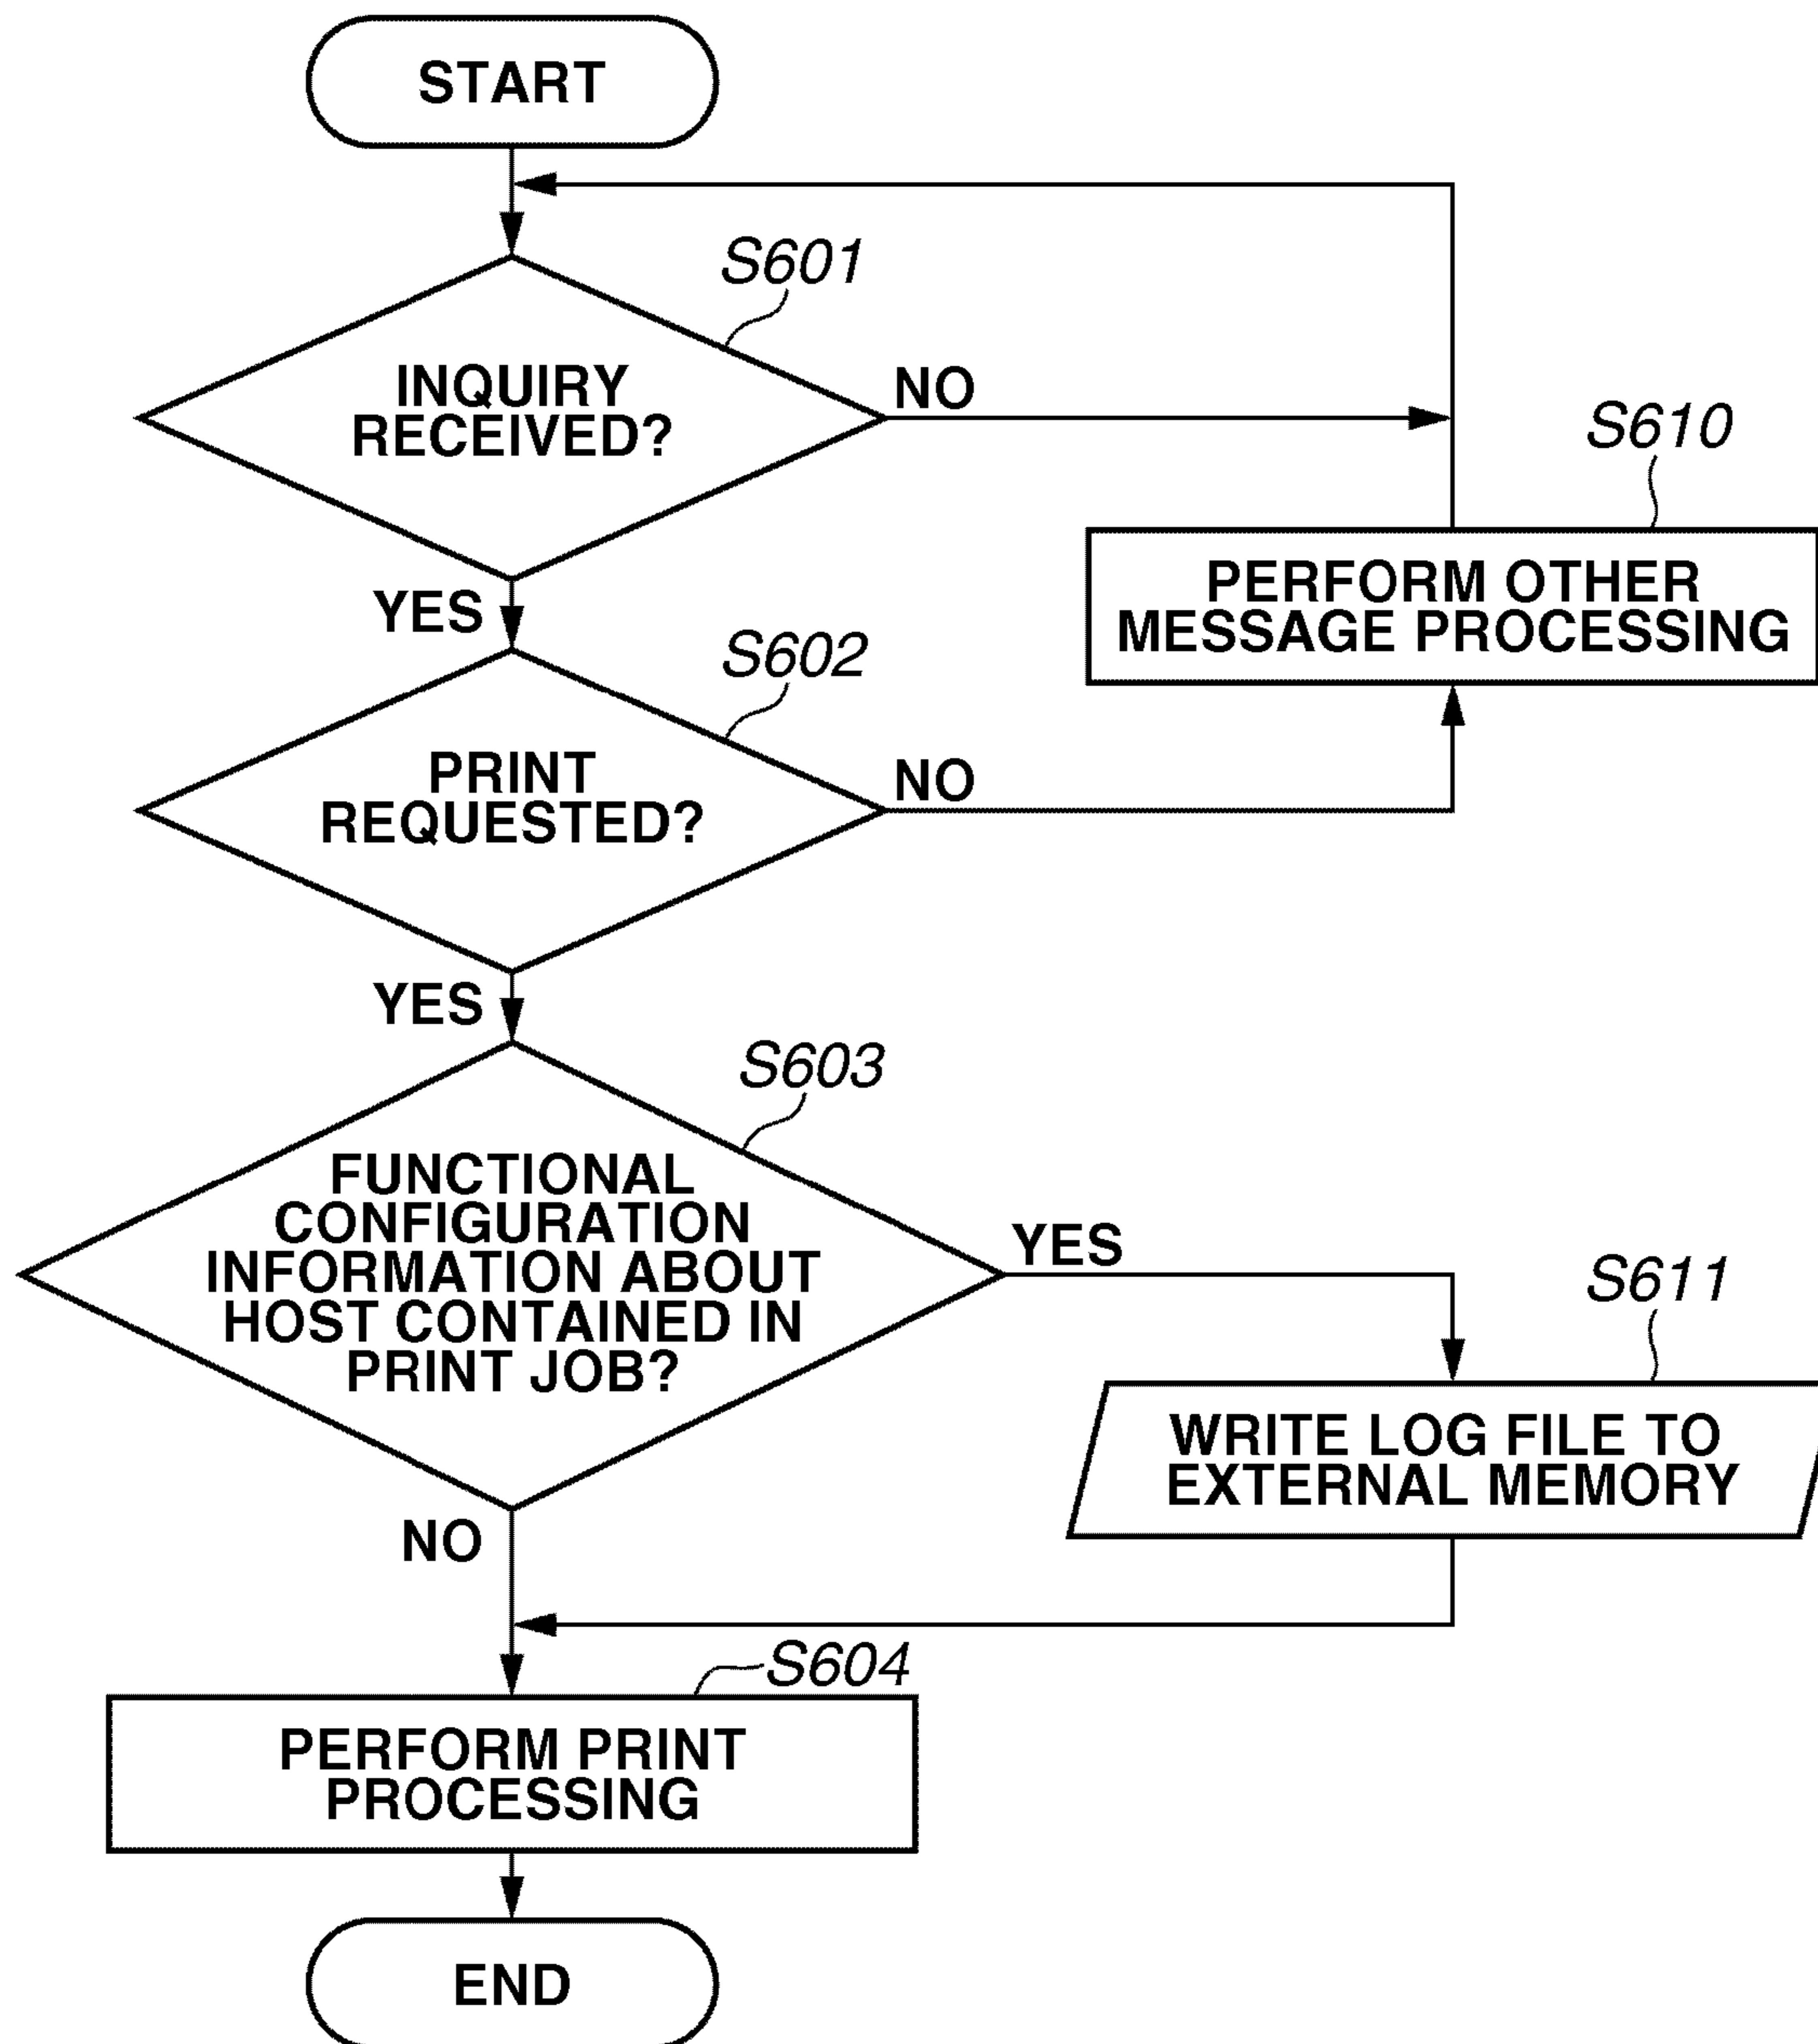 START
S601
INQUIRY
RECEIVED?
NO
S610
PERFORM OTHER
MESSAGE PROCESSING
YES
S602
PRINT
REQUESTED?
NO
YES
S603
FUNCTIONAL
CONFIGURATION
INFORMATION ABOUT
HOST CONTAINED IN
PRINT JOB?
YES
S611
WRITE LOG FILE TO
EXTERNAL MEMORY
NO
S604
PERFORM PRINT
PROCESSING
END